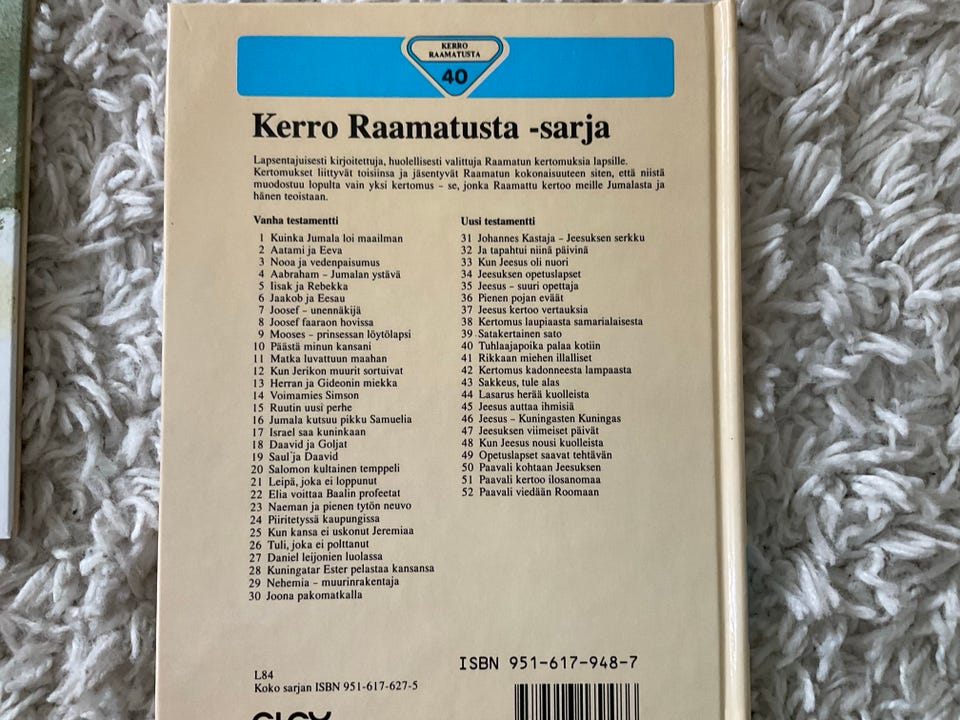 KERRO
RAAMATUSTA
40
Kerro Raamatusta -sarja
Lapsentajuisesti kirjoitettuja, huolellisesti valittuja Raamatun kertomuksia lapsille.
Kertomukset liittyvät toisiinsa ja jäsentyvät Raamatun kokonaisuuteen siten, että niistä
muodostuu lopulta vain yksi kertomus – se, jonka Raamattu kertoo meille Jumalasta ja
hänen teoistaan.
Vanha testamentti
1 Kuinka Jumala loi maailman
2 Aatami ja Eeva
3 Nooa ja vedenpaisumus
4 Aabraham – Jumalan ystävä
5 Iisak ja Rebekka
6 Jaakob ja Eesau
7 Joosef – unennäkijä
8 Joosef faaraon hovissa
9 Mooses – prinsessan löytölapsi
10 Päästä minun kansani
11 Matka luvattuun maahan
12 Kun Jerikon muurit sortuivat
13 Herran ja Gideonin miekka
14 Voimamies Simson
15 Ruutin uusi perhe
16 Jumala kutsuu pikku Samuelia
17 Israel saa kuninkaan
18 Daavid ja Goljat
19 Saul ja Daavid
20 Salomon kultainen temppeli
21 Leipä, joka ei loppunut
22 Elia voittaa Baalin profeetat
23 Naeman ja pienen tytön neuvo
24 Piiritetyssä kaupungissa
25 Kun kansa ei uskonut Jeremiaa
26 Tuli, joka ei polttanut
27 Daniel leijonien luolassa
28 Kuningatar Ester pelastaa kansansa
29 Nehemia – muurinrakentaja
30 Joona pakomatkalla
Uusi testamentti
31 Johannes Kastaja – Jeesuksen serkku
32 Ja tapahtui niinä päivinä
33 Kun Jeesus oli nuori
34 Jeesuksen opetuslapset
35 Jeesus – suuri opettaja
36 Pienen pojan eväät
37 Jeesus kertoo vertauksia
38 Kertomus laupiaasta samarialaisesta
39 Satakertainen sato
40 Tuhlaajapoika palaa kotiin
41 Rikkaan miehen illalliset
42 Kertomus kadonneesta lampaasta
43 Sakkeus, tule alas
44 Lasarus herää kuolleista
45 Jeesus auttaa ihmisiä
46 Jeesus – Kuningasten Kuningas
47 Jeesuksen viimeiset päivät
48 Kun Jeesus nousi kuolleista
49 Opetuslapset saavat tehtävän
50 Paavali kohtaan Jeesuksen
51 Paavali kertoo ilosanomaa
52 Paavali viedään Roomaan
L84
Koko sarjan ISBN 951-617-627-5
ISBN 951-617-948-7